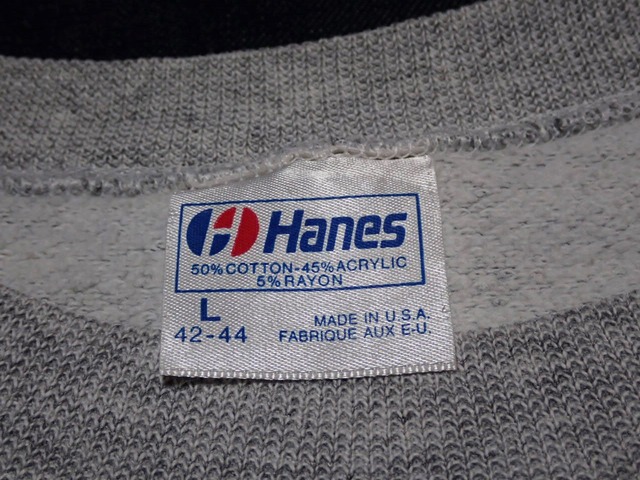 Hanes
50% COTTON-45% ACRYLIC
5% RAYON
L
42-44
MADE IN U.S.A.
FABRIQUE AUX E-U.